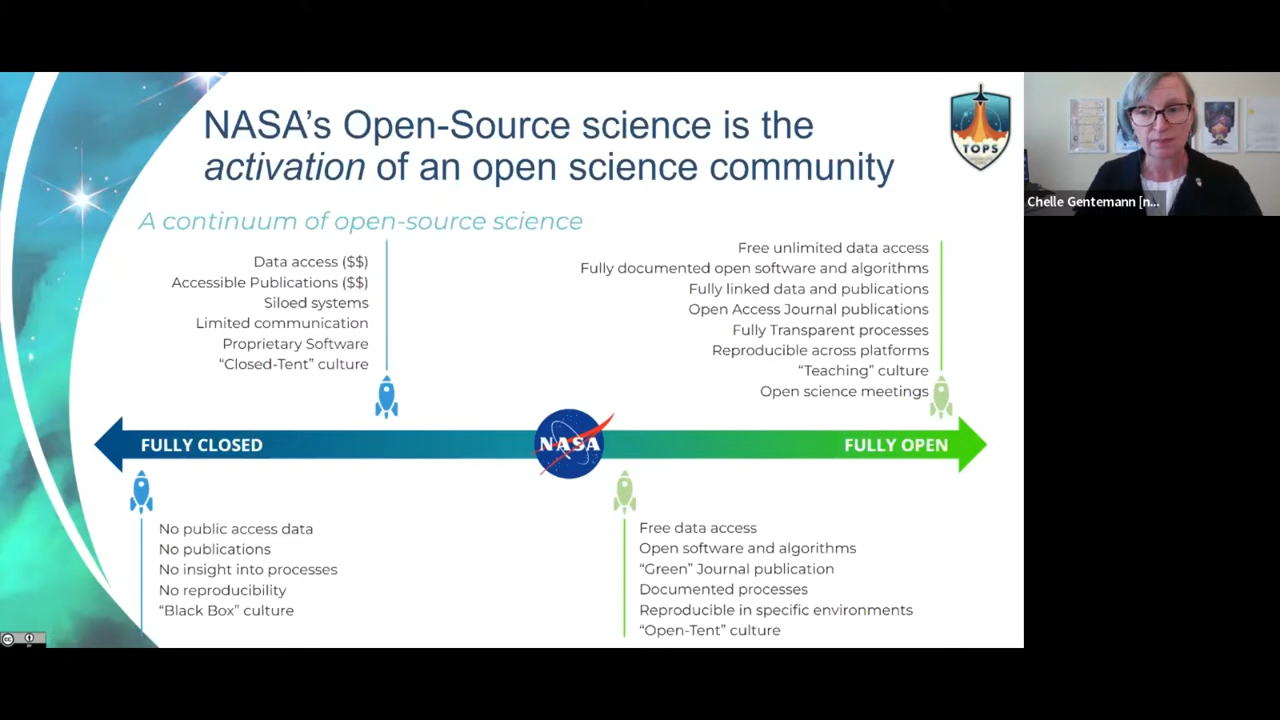 NASA's Open-Source science is the
activation of an open science community
TOPS
Chelle Gentemann [n...
A continuum of open-source science
Data access ($$)
Accessible Publications ($$)
Siloed systems
Limited communication
Proprietary Software
“Closed-Tent” culture
Free unlimited data access
Fully documented open software and algorithms
Fully linked data and publications
Open Access Journal publications
Fully Transparent processes
Reproducible across platforms
“Teaching” culture
Open science meetings
FULLY CLOSED
NASA
FULLY OPEN
No public access data
No publications
No insight into processes
No reproducibility
“Black Box” culture
Free data access
Open software and algorithms
“Green” Journal publication
Documented processes
Reproducible in specific environments
“Open-Tent” culture